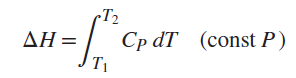 ΔH = ∫_{T₁}^{T₂} C_P dT (const P)